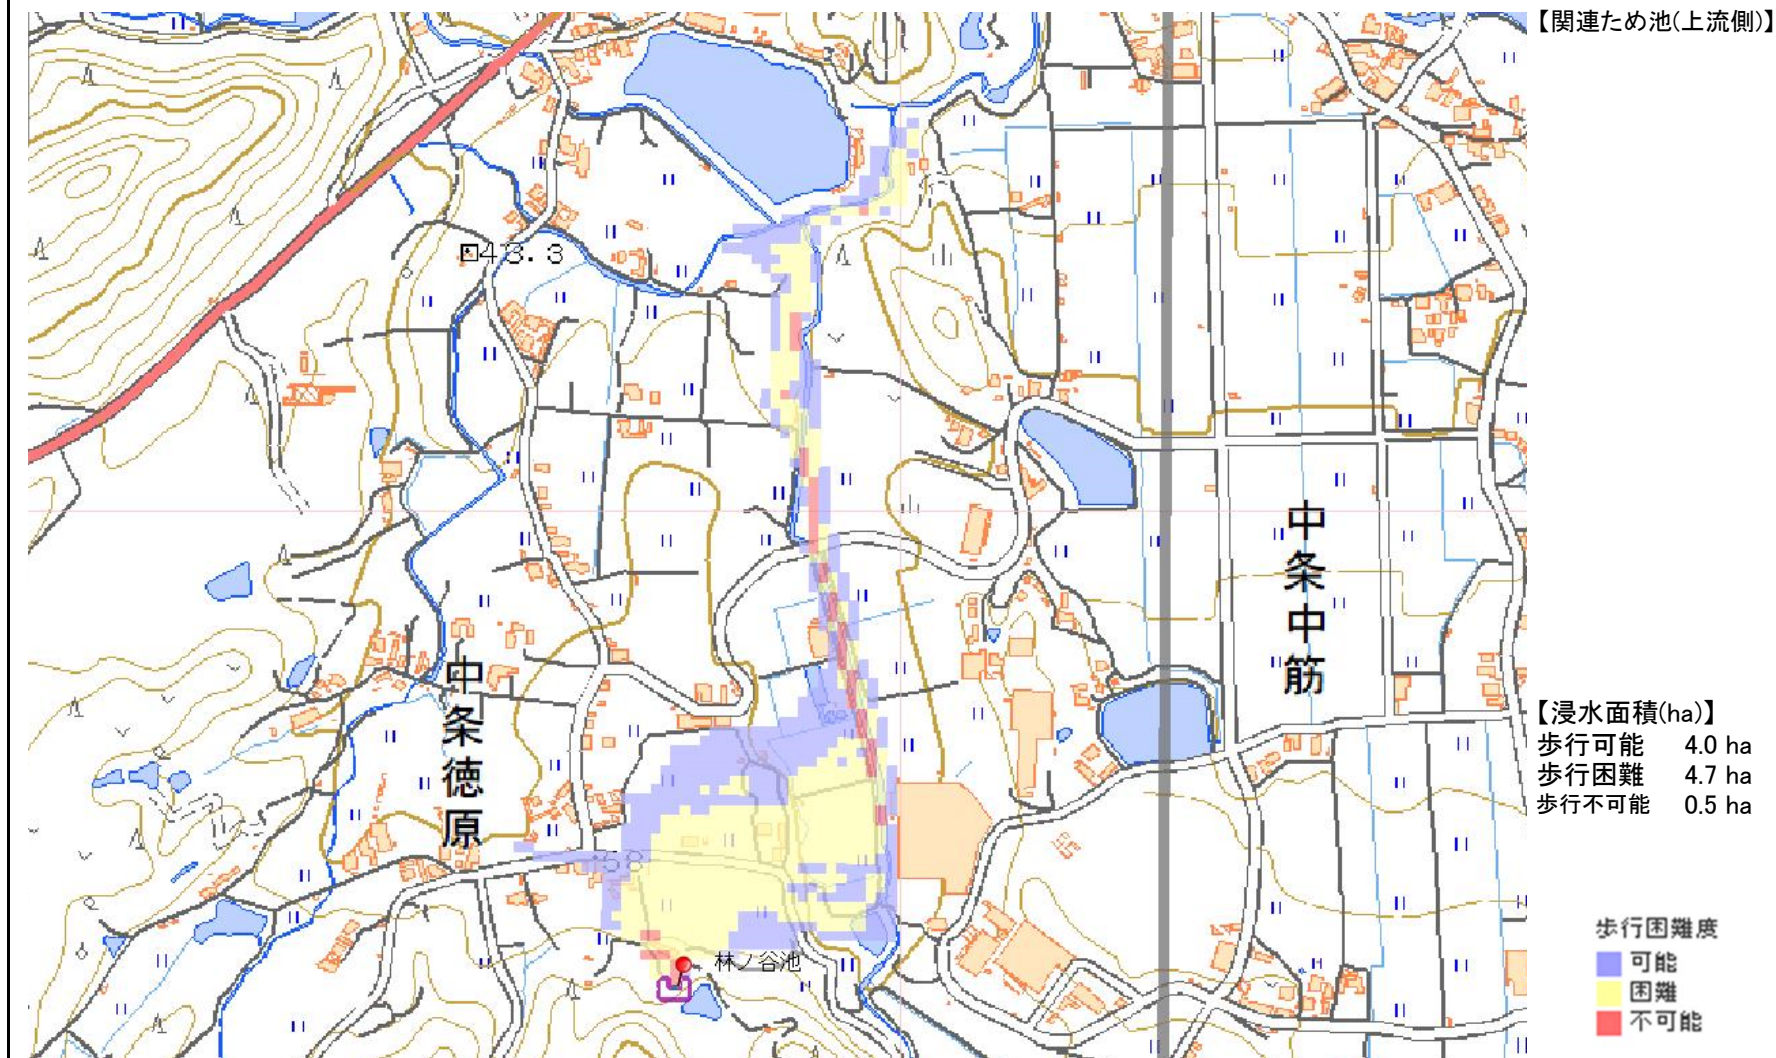 【関連ため池(上流側)】
43.3
中条中筋
中条徳原
58
林ノ谷池
【浸水面積(ha)】
歩行可能 4.0 ha
歩行困難 4.7 ha
歩行不可能 0.5 ha
歩行困難度
可能
困難
不可能